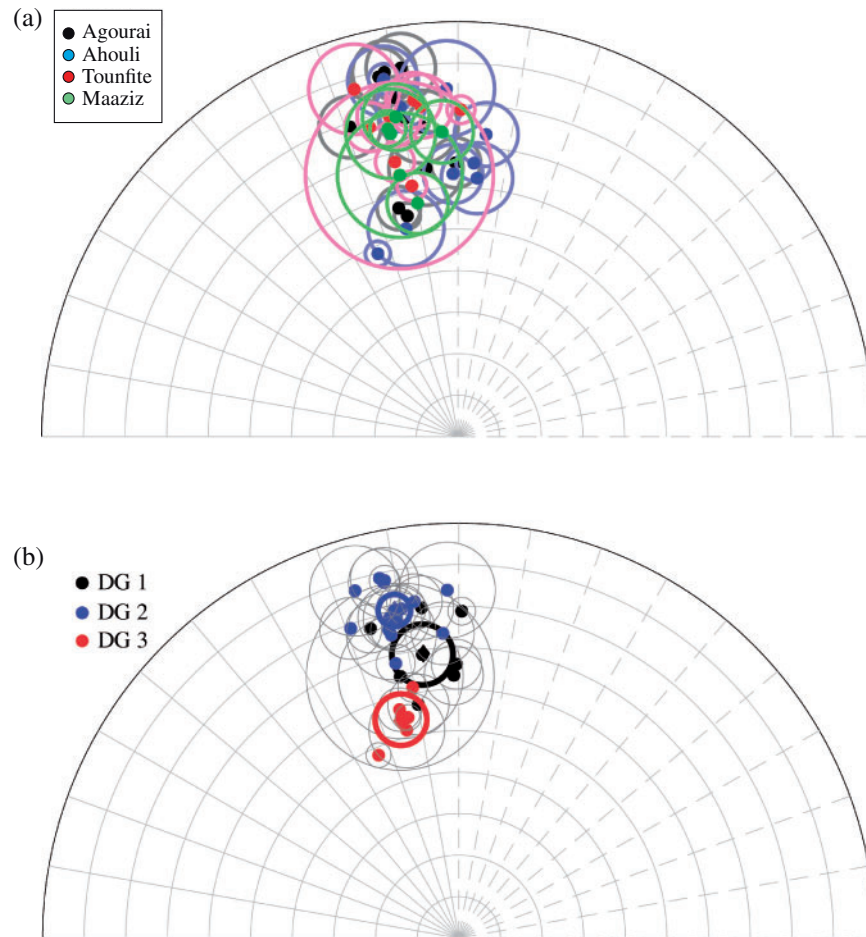 (a)
Agourai
Ahouli
Tounfite
Maaziz
(b)
DG 1
DG 2
DG 3